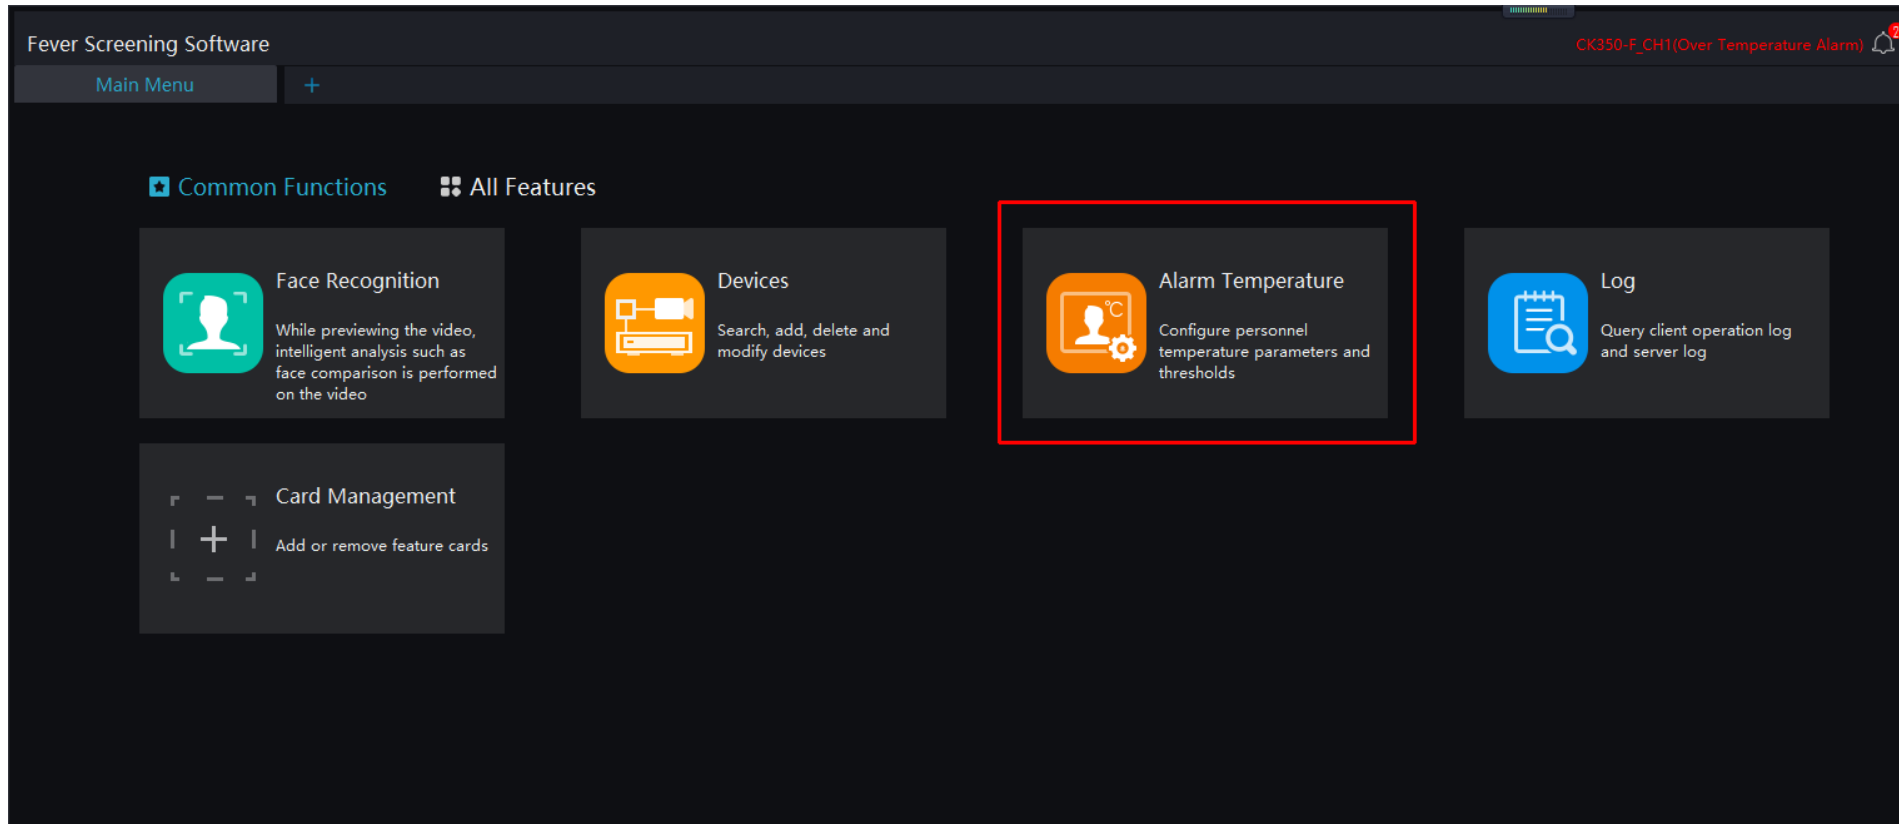 Fever Screening Software
CK350-F_CH1(Over Temperature Alarm)
2
Main Menu
+
Common Functions
All Features
Face Recognition
While previewing the video,
intelligent analysis such as
face comparison is performed
on the video
Devices
Search, add, delete and
modify devices
°C
Alarm Temperature
Configure personnel
temperature parameters and
thresholds
Log
Query client operation log
and server log
Card Management
Add or remove feature cards